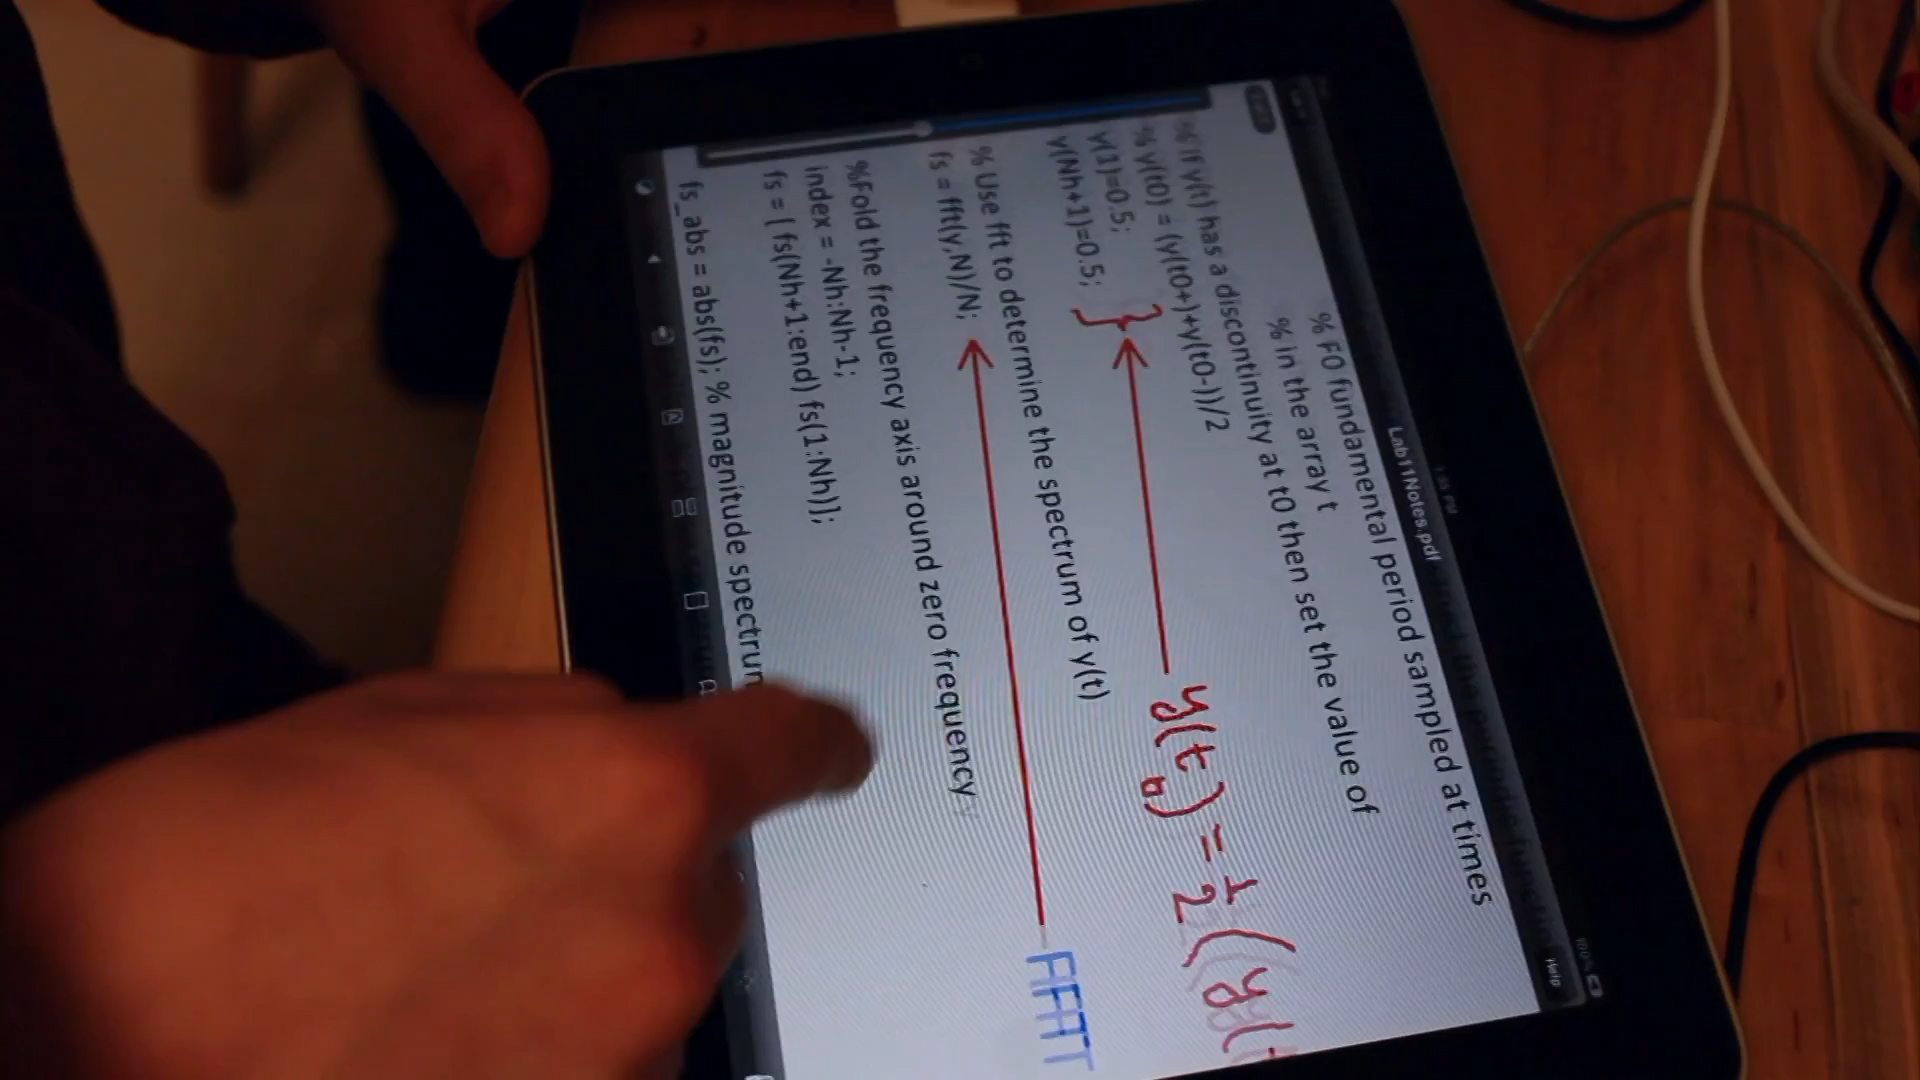 Lab11Notes.pdf
Help
% F0 fundamental period sampled at times
% in the array t
% If y(t) has a discontinuity at t0 then set the value of
% y(t0) = (y(t0+)+y(t0-))/2
y(1)=0.5;
y(Nh+1)=0.5;
y(t₀) = 1/2 (y(t
% Use fft to determine the spectrum of y(t)
fs = fft(y,N)/N;
FFT
%Fold the frequency axis around zero frequency
index = -Nh:Nh-1;
fs = [ fs(Nh+1:end) fs(1:Nh)];
fs_abs = abs(fs); % magnitude spectrum